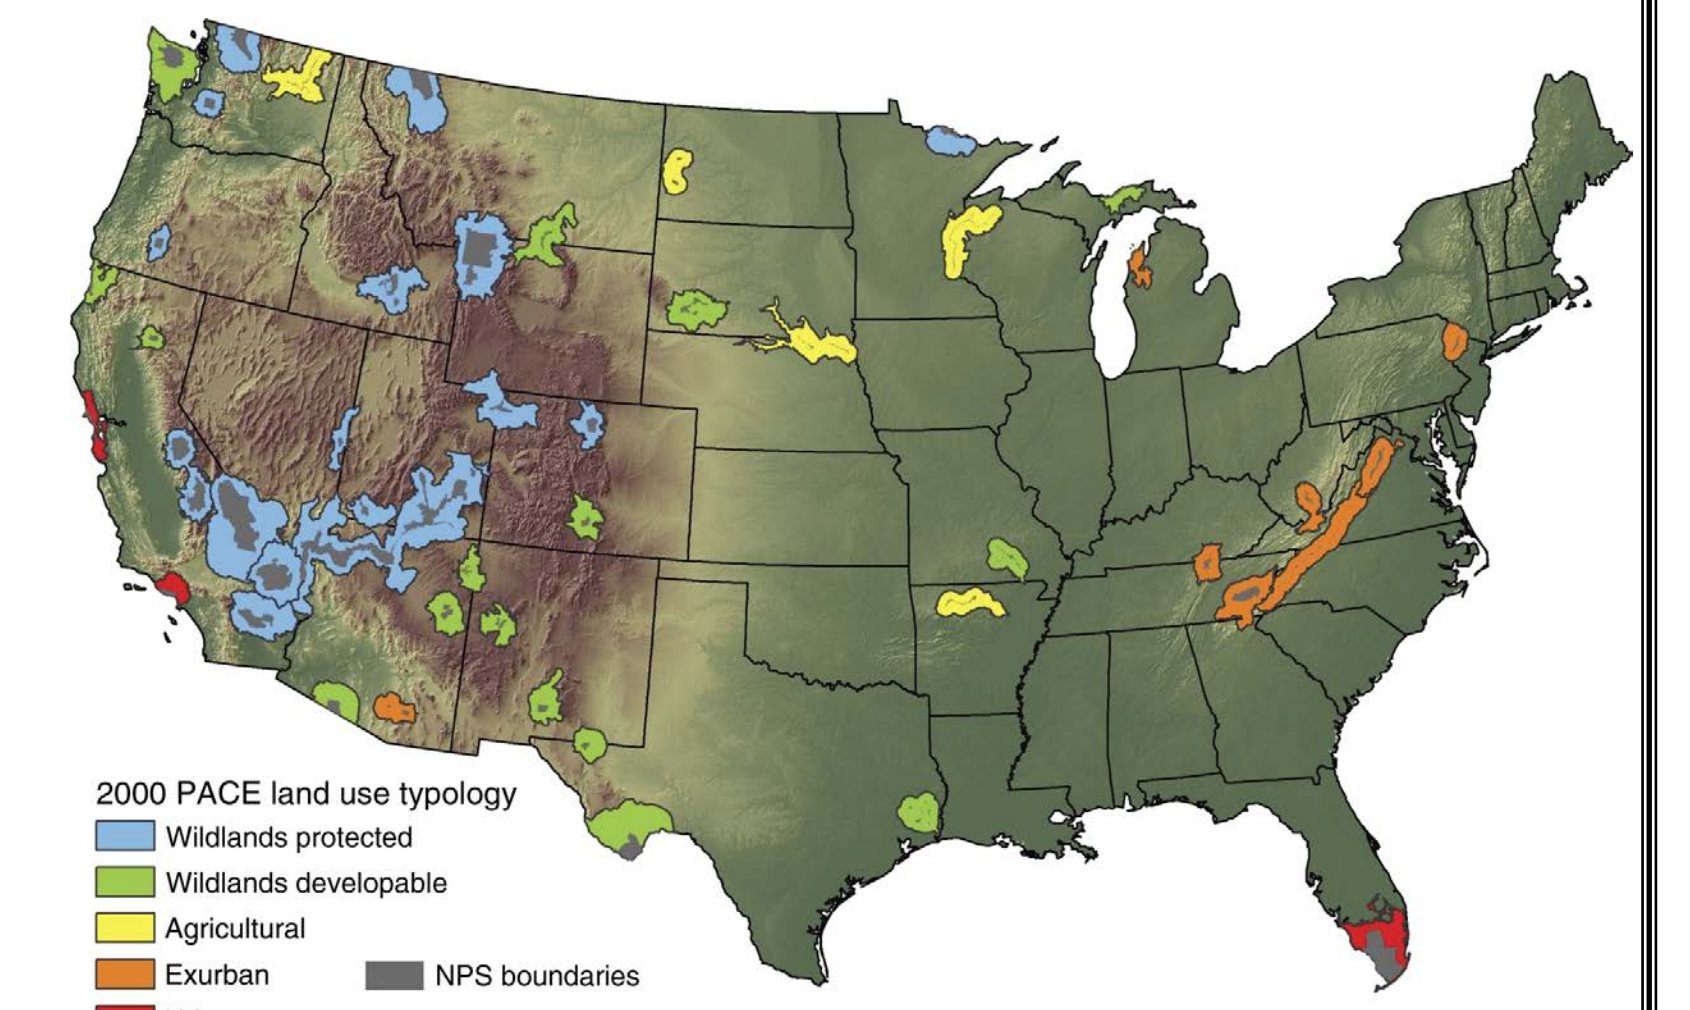 2000 PACE land use typology
Wildlands protected
Wildlands developable
Agricultural
Exurban
NPS boundaries